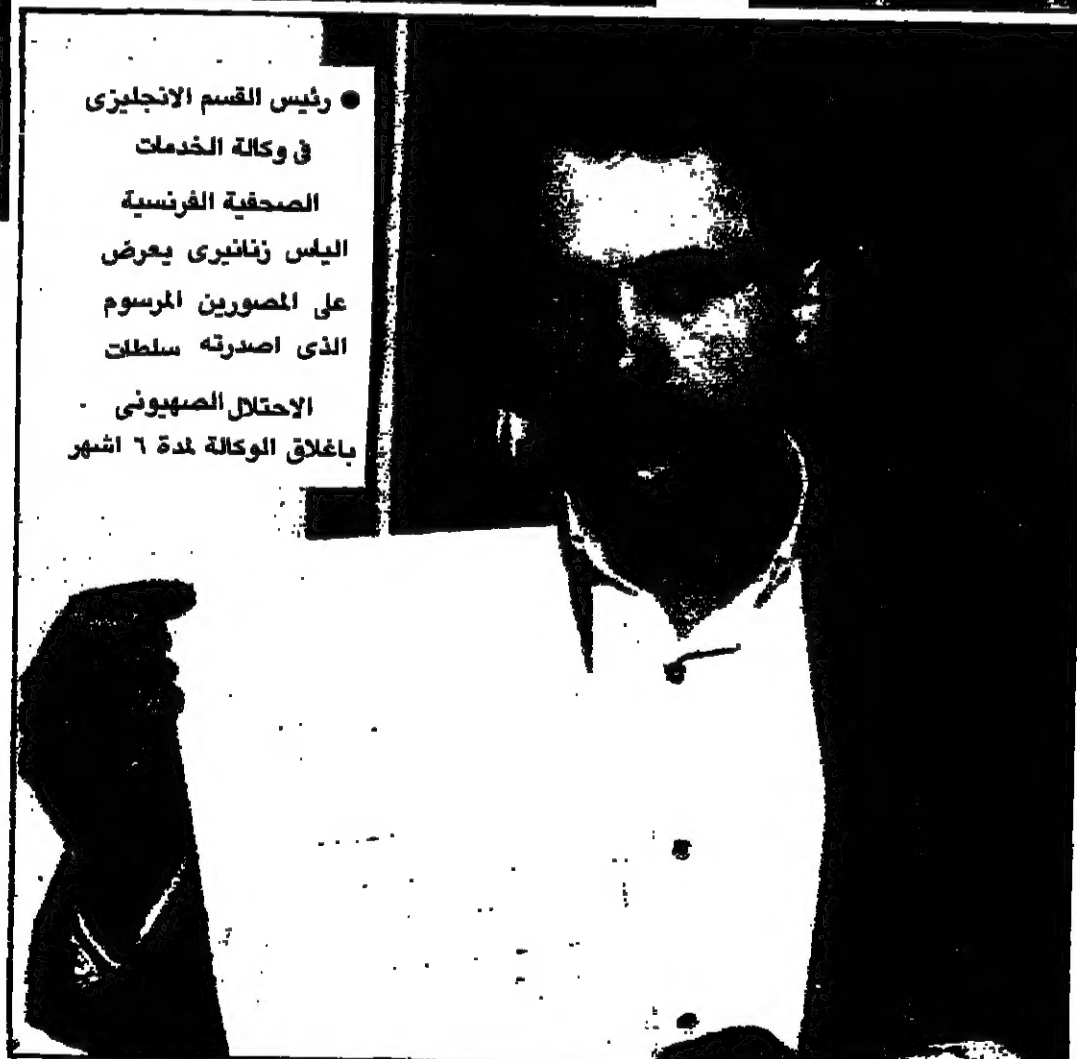 ● رئيس القسم الانجليزى
فى وكالة الخدمات
الصحفية الفرنسية
الياس زنانيرى يعرض
على المصورين المرسوم
الذى اصدرته سلطات
الاحتلال الصهيونى
باغلاق الوكالة لمدة ٦ اشهر